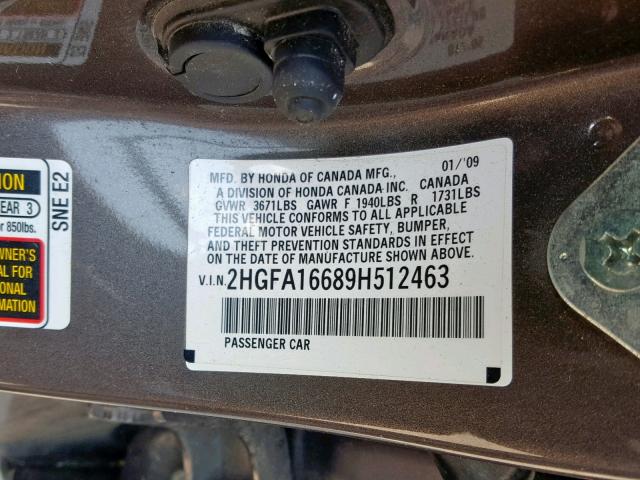 MFD. BY HONDA OF CANADA MFG., 01/'09
A DIVISION OF HONDA CANADA INC. CANADA
GVWR 3671LBS GAWR F 1940LBS R 1731LBS
THIS VEHICLE CONFORMS TO ALL APPLICABLE
FEDERAL MOTOR VEHICLE SAFETY, BUMPER,
AND THEFT PREVENTION STANDARDS IN EFFECT
ON THE DATE OF MANUFACTURE SHOWN ABOVE.
V.I.N. 2HGFA16689H512463
PASSENGER CAR
ION
EAR 3
r 850lbs.
SNE E2
WNER'S
AL FOR
IONAL
MATION